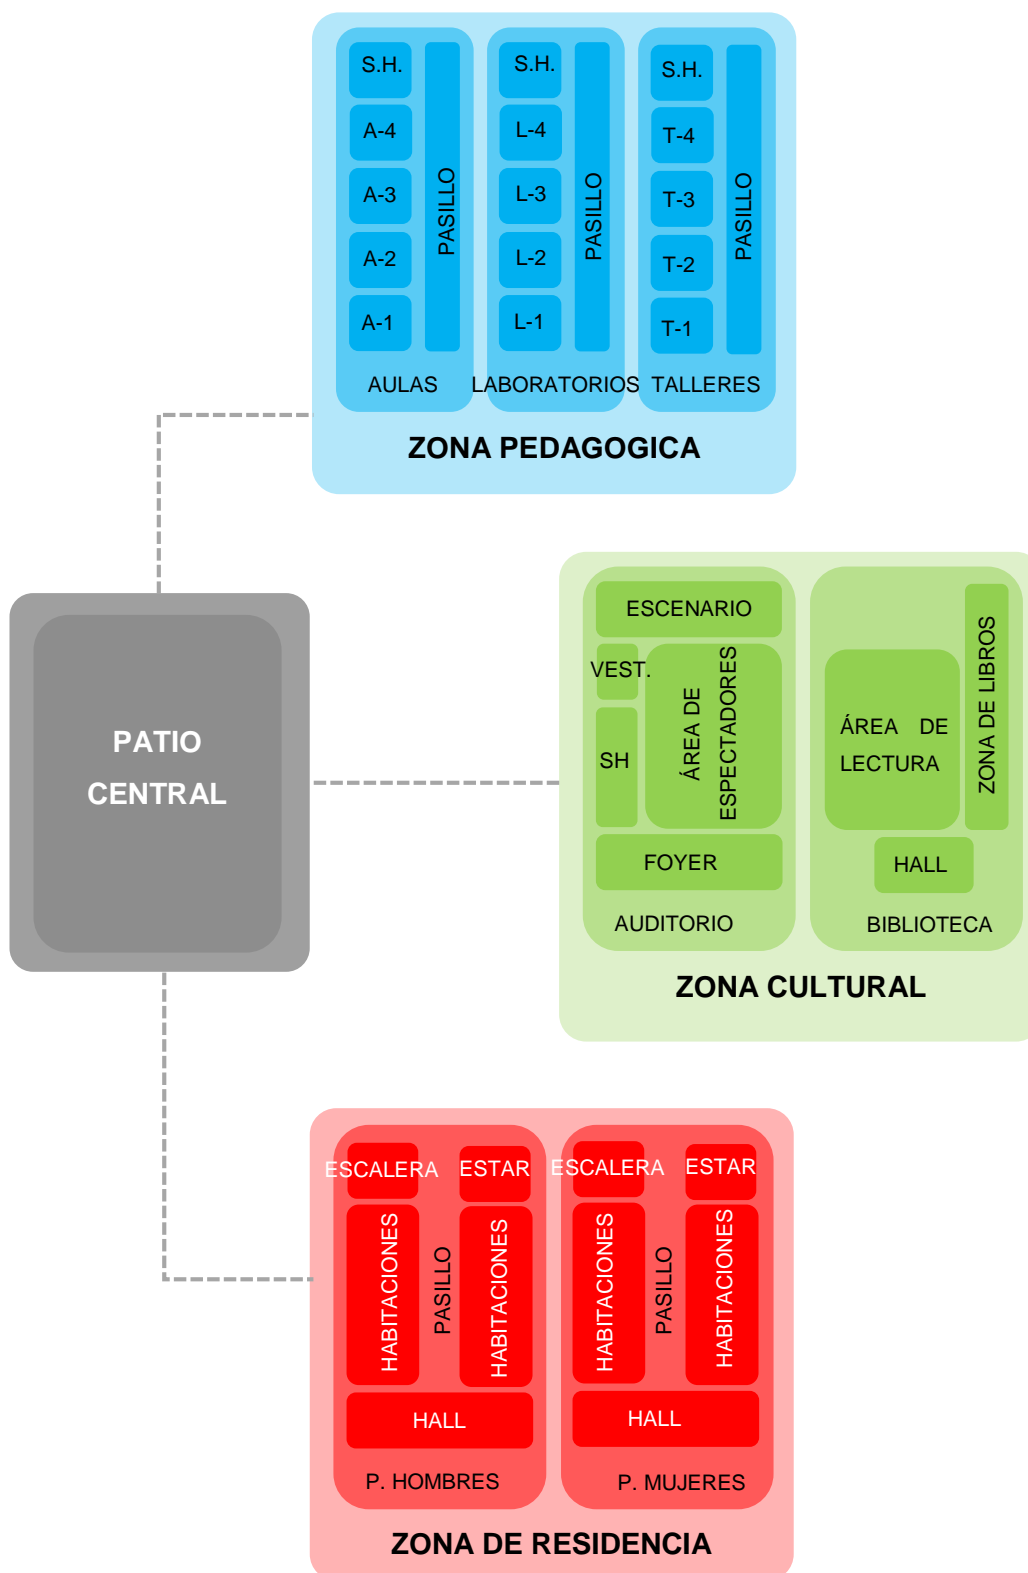 S.H.
A-4
A-3
A-2
A-1
PASILLO
AULAS
S.H.
L-4
L-3
L-2
L-1
PASILLO
LABORATORIOS
S.H.
T-4
T-3
T-2
T-1
PASILLO
TALLERES
ZONA PEDAGOGICA
PATIO
CENTRAL
ESCENARIO
VEST.
SH
ÁREA DE
ESPECTADORES
FOYER
AUDITORIO
ÁREA DE
LECTURA
ZONA DE LIBROS
HALL
BIBLIOTECA
ZONA CULTURAL
ESCALERA
ESTAR
HABITACIONES
PASILLO
HABITACIONES
HALL
P. HOMBRES
ESCALERA
ESTAR
HABITACIONES
PASILLO
HABITACIONES
HALL
P. MUJERES
ZONA DE RESIDENCIA